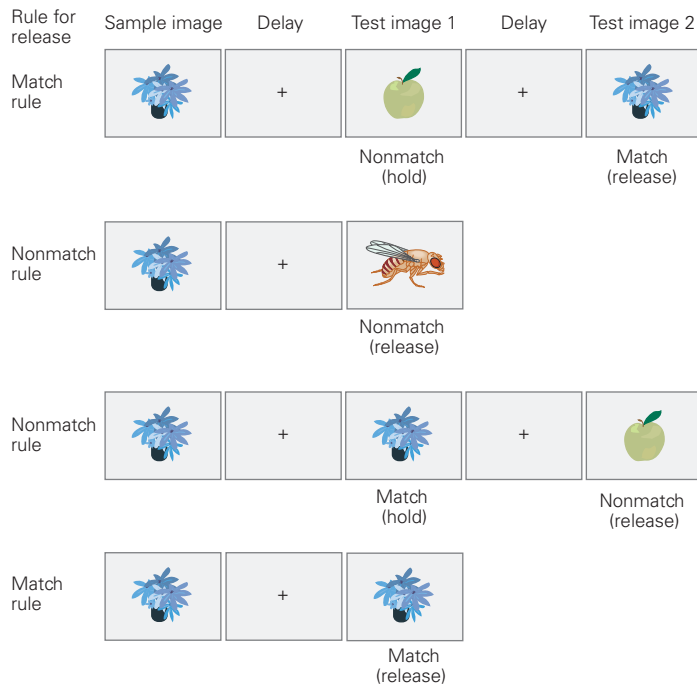 Rule for release
Sample image
Delay
Test image 1
Delay
Test image 2
Match
rule
+
+
Nonmatch
(hold)
Match
(release)
Nonmatch
rule
+
Nonmatch
(release)
Nonmatch
rule
+
+
Match
(hold)
Nonmatch
(release)
Match
rule
+
Match
(release)